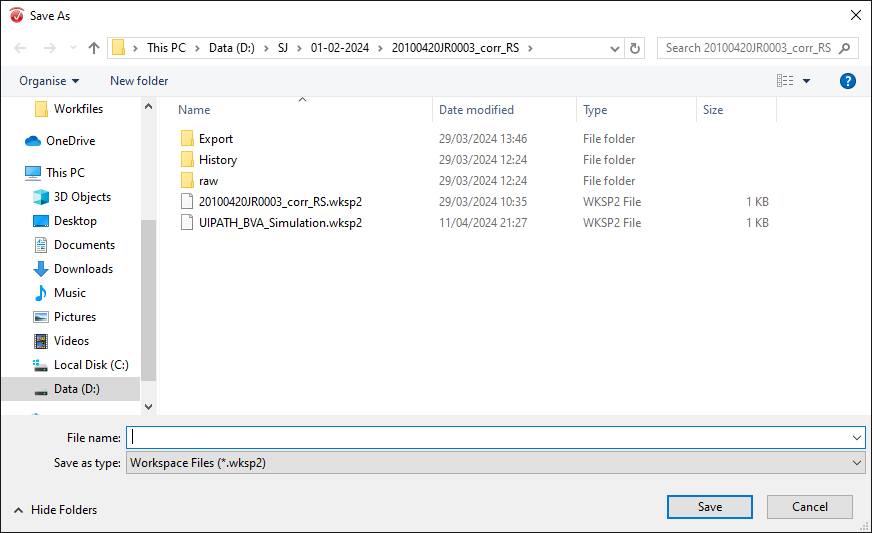 Save As
This PC > Data (D:) > SJ > 01-02-2024 > 20100420JR0003_corr_RS >
Search 20100420JR0003_corr_RS
Organise New folder ?
Workfiles
OneDrive
This PC
3D Objects
Desktop
Documents
Downloads
Music
Pictures
Videos
Local Disk (C:)
Data (D:)
Name Date modified Type Size
Export 29/03/2024 13:46 File folder
History 29/03/2024 12:24 File folder
raw 29/03/2024 12:24 File folder
20100420JR0003_corr_RS.wksp2 29/03/2024 10:35 WKSP2 File 1 KB
UIPATH_BVA_Simulation.wksp2 11/04/2024 21:27 WKSP2 File 1 KB
File name:
Save as type: Workspace Files (*.wksp2)
Hide Folders Save Cancel